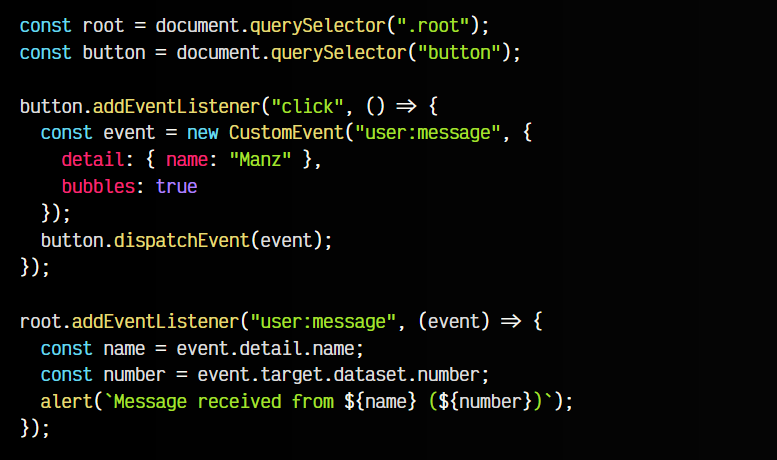 const root = document.querySelector(".root");
const button = document.querySelector("button");

button.addEventListener("click", () => {
  const event = new CustomEvent("user:message", {
    detail: { name: "Manz" },
    bubbles: true
  });
  button.dispatchEvent(event);
});

root.addEventListener("user:message", (event) => {
  const name = event.detail.name;
  const number = event.target.dataset.number;
  alert(`Message received from ${name} (${number})`);
});